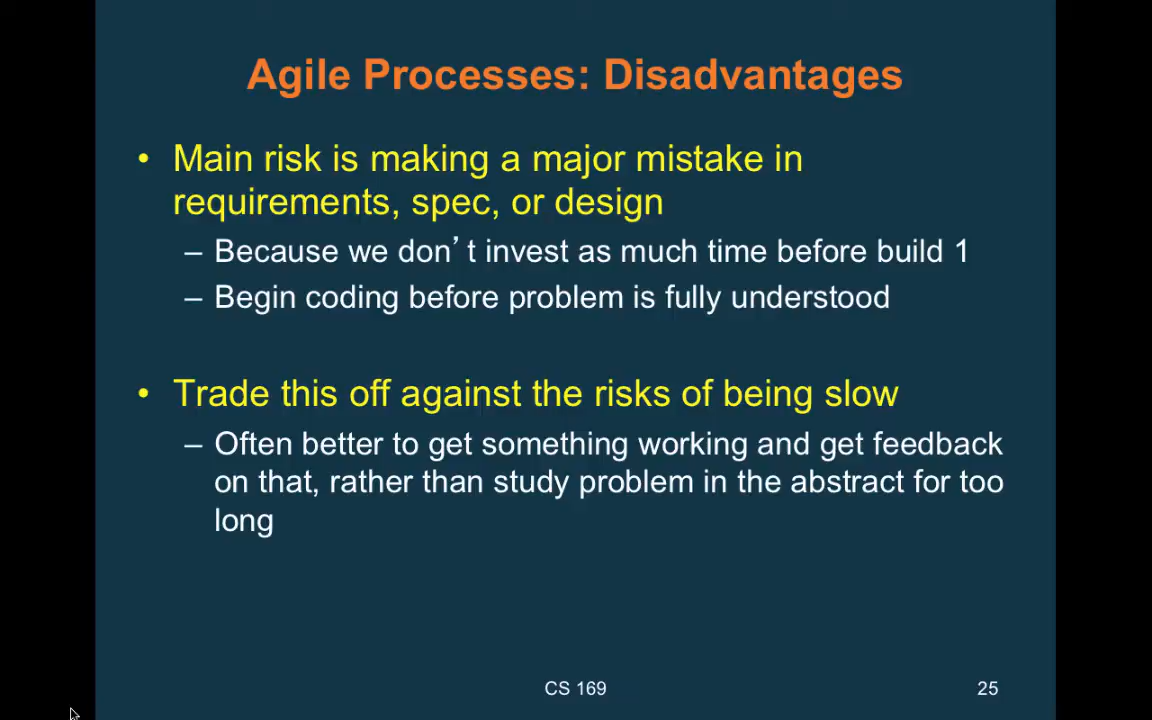 Agile Processes: Disadvantages
• Main risk is making a major mistake in
requirements, spec, or design
– Because we don’t invest as much time before build 1
– Begin coding before problem is fully understood
• Trade this off against the risks of being slow
– Often better to get something working and get feedback
on that, rather than study problem in the abstract for too
long
CS 169
25